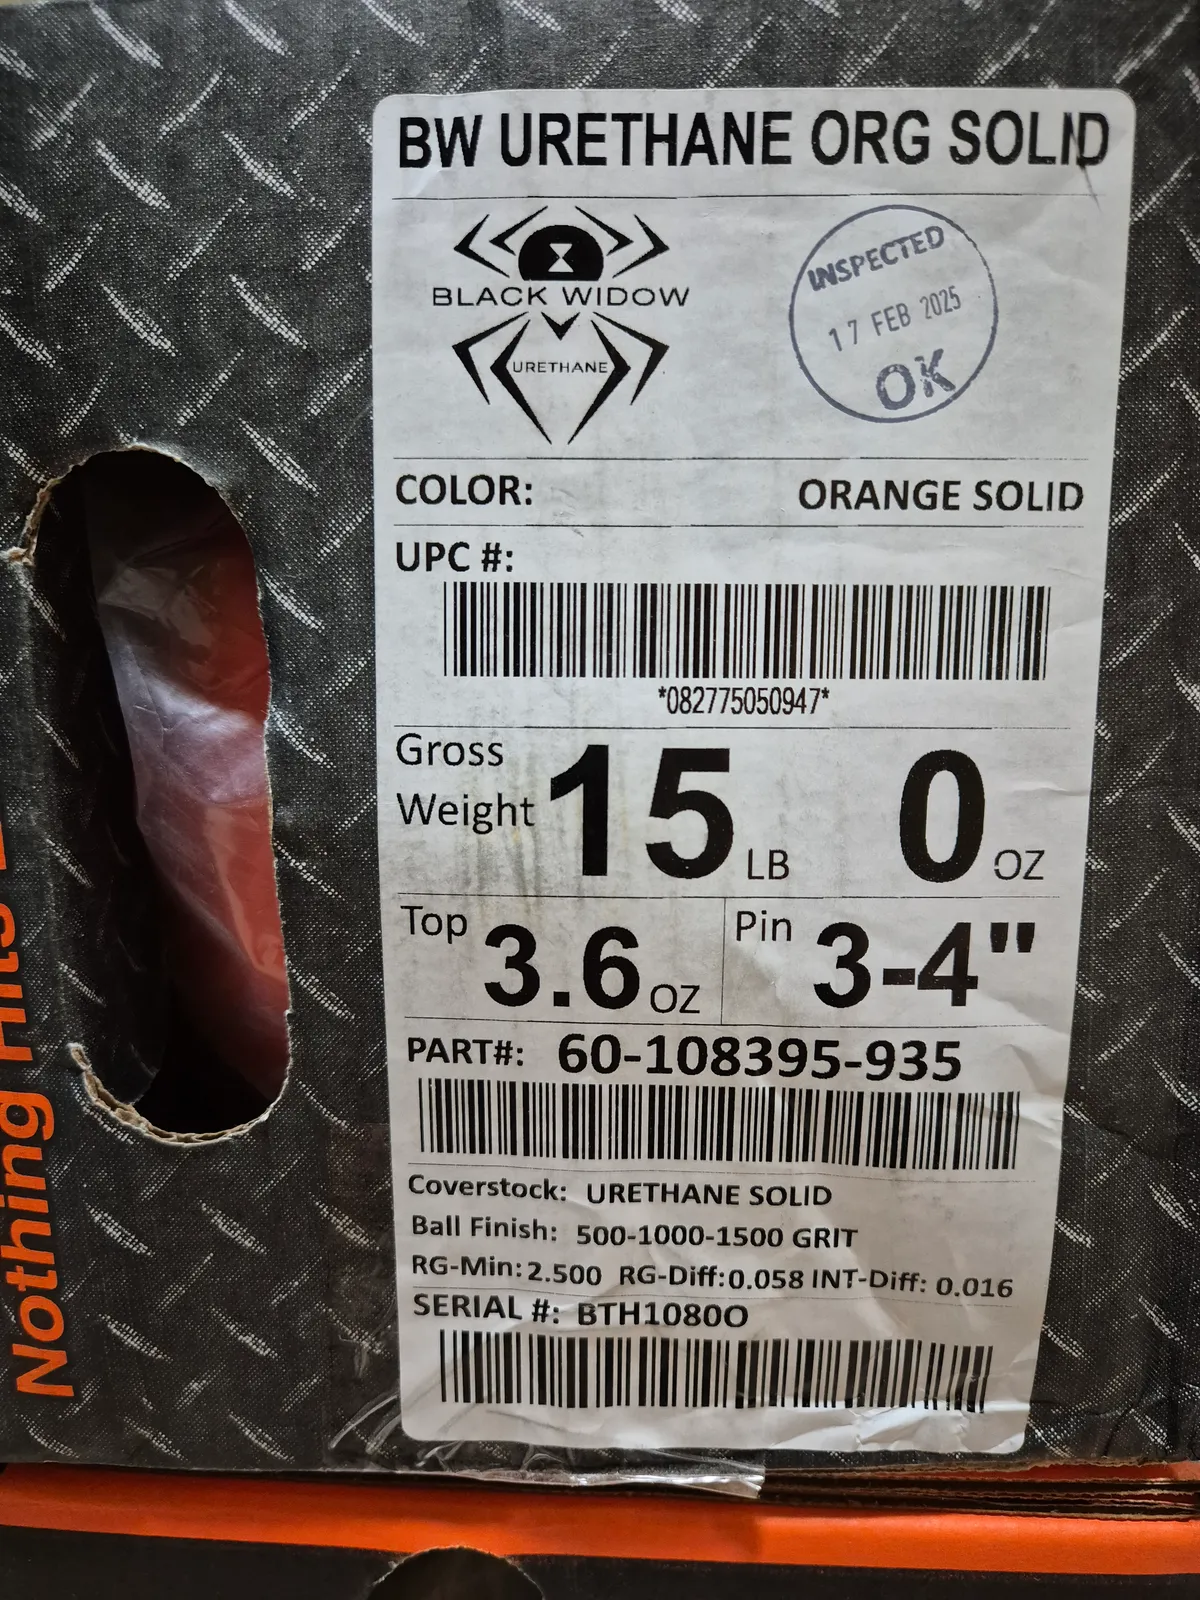 BW URETHANE ORG SOLID
BLACK WIDOW
URETHANE
INSPECTED
17 FEB 2025
OK
COLOR: ORANGE SOLID
UPC #:
*082775050947*
Gross Weight 15 LB 0 OZ
Top 3.6 OZ Pin 3-4"
PART#: 60-108395-935
Coverstock: URETHANE SOLID
Ball Finish: 500-1000-1500 GRIT
RG-Min: 2.500 RG-Diff: 0.058 INT-Diff: 0.016
SERIAL #: BTH1080O
Nothing Hits